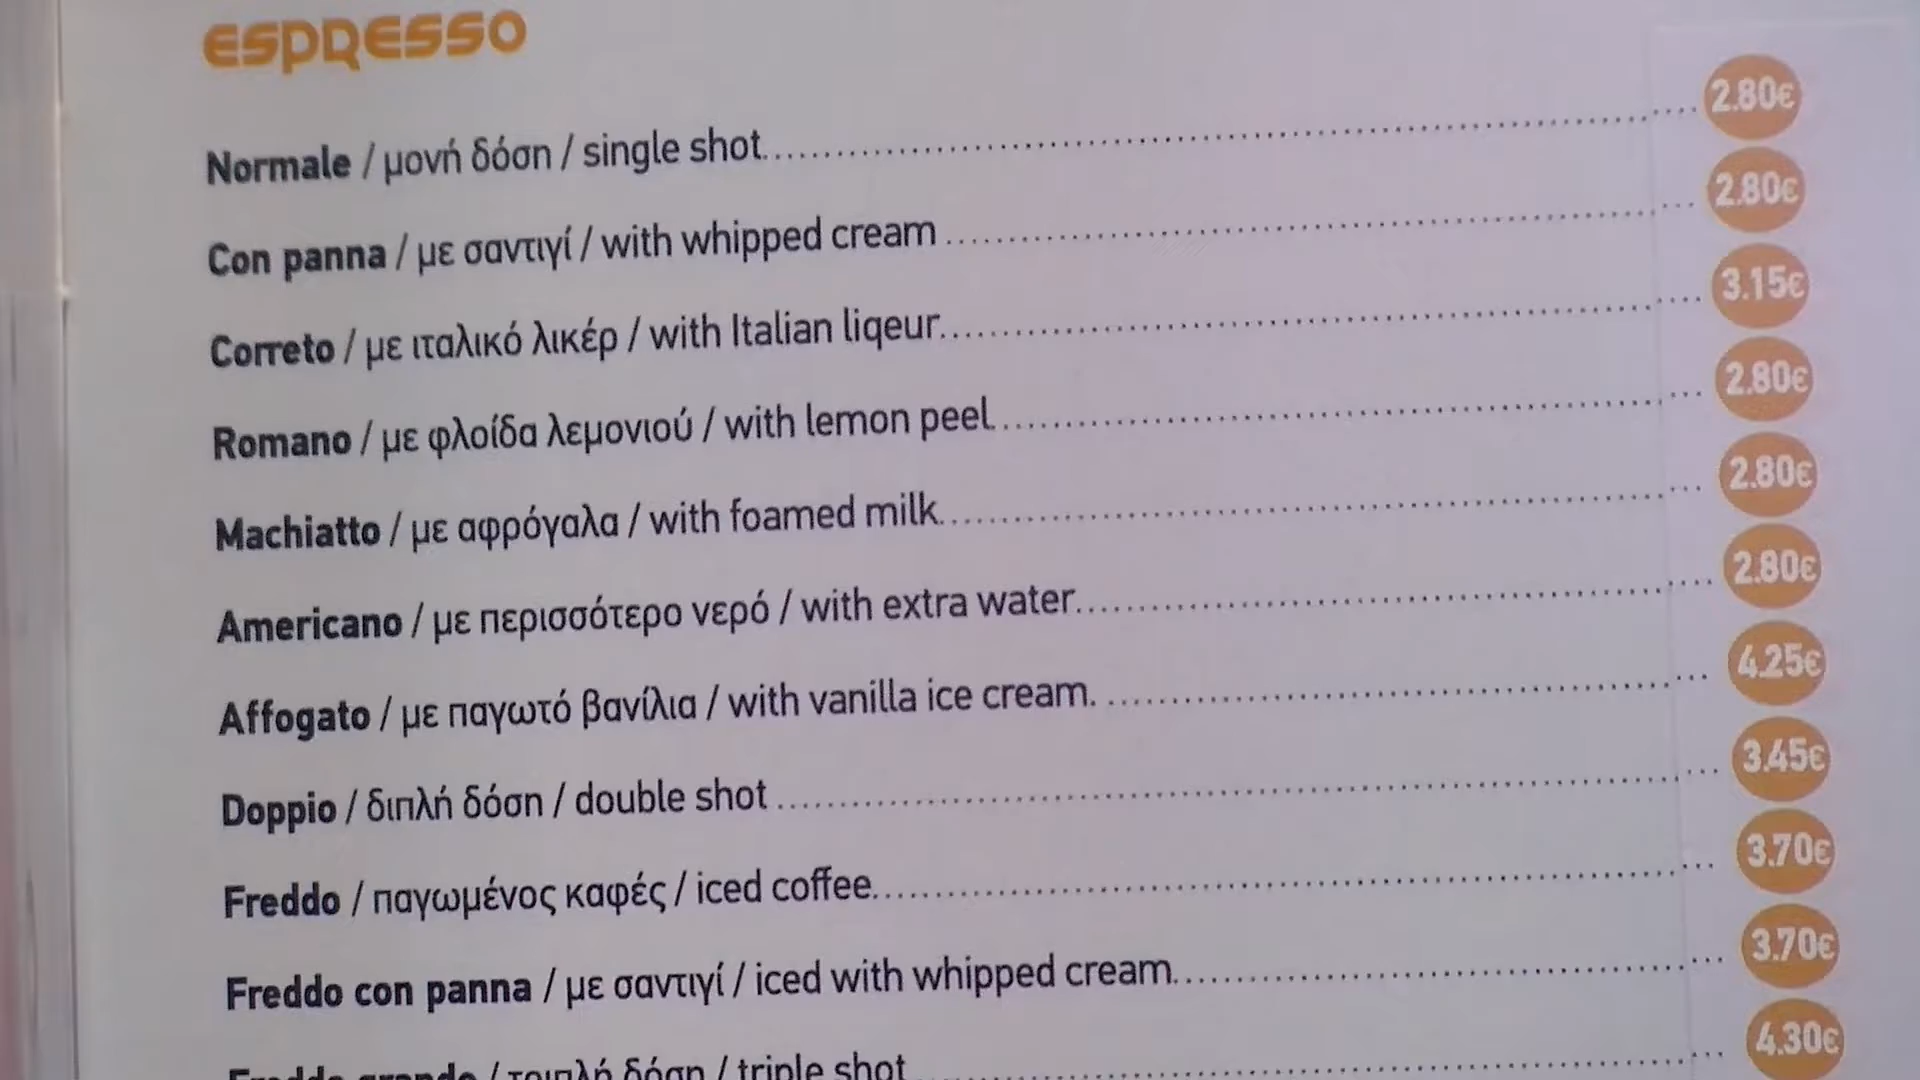 ESPRESSO
Normale / μονή δόση / single shot 2.80€
Con panna / με σαντιγί / with whipped cream 2.80€
Correto / με ιταλικό λικέρ / with Italian liqeur 3.15€
Romano / με φλοίδα λεμονιού / with lemon peel 2.80€
Machiatto / με αφρόγαλα / with foamed milk 2.80€
Americano / με περισσότερο νερό / with extra water 2.80€
Affogato / με παγωτό βανίλια / with vanilla ice cream 4.25€
Doppio / διπλή δόση / double shot 3.45€
Freddo / παγωμένος καφές / iced coffee 3.70€
Freddo con panna / με σαντιγί / iced with whipped cream 3.70€
Freddo grande / τριπλή δόση / triple shot 4.30€